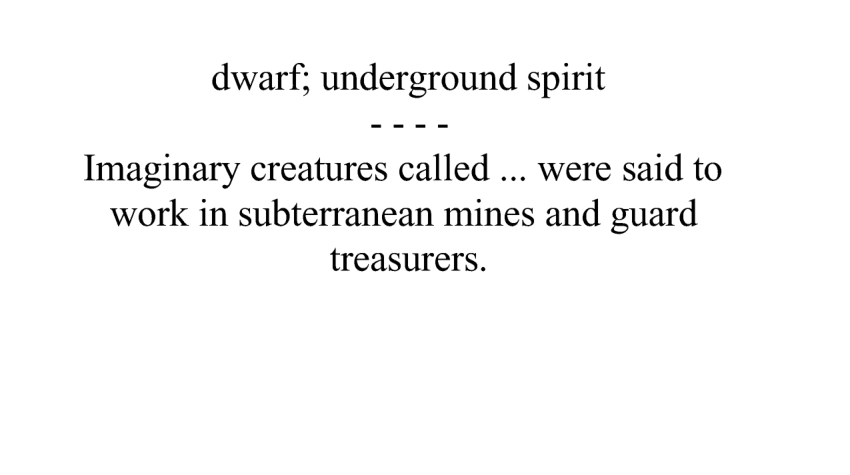 dwarf; underground spirit
- - - -
Imaginary creatures called ... were said to
work in subterranean mines and guard
treasurers.